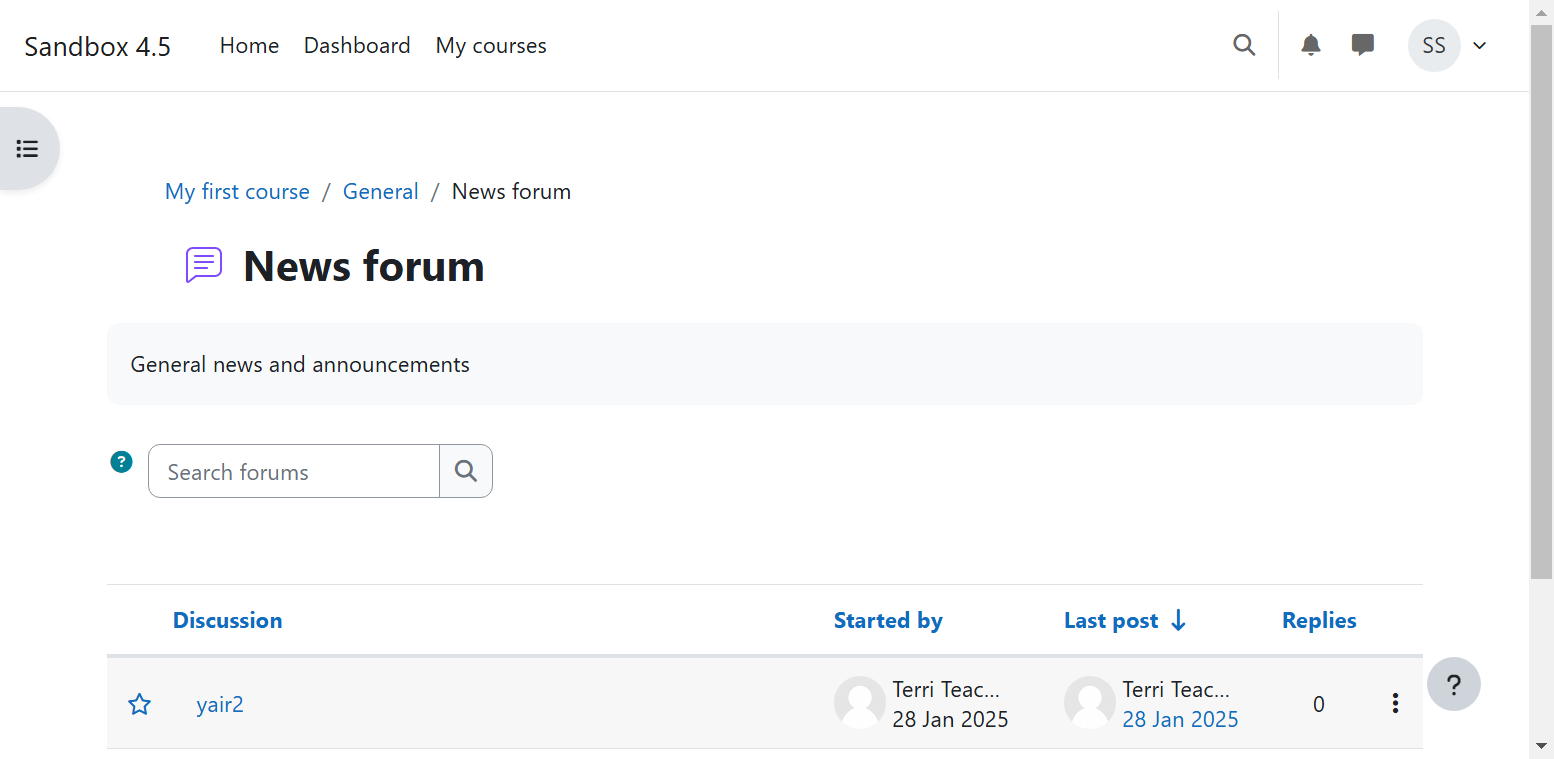 Sandbox 4.5 Home Dashboard My courses SS
My first course / General / News forum
News forum
General news and announcements
? Search forums
Discussion Started by Last post ↓ Replies
yair2 Terri Teac... Terri Teac... 0 ?
28 Jan 2025 28 Jan 2025